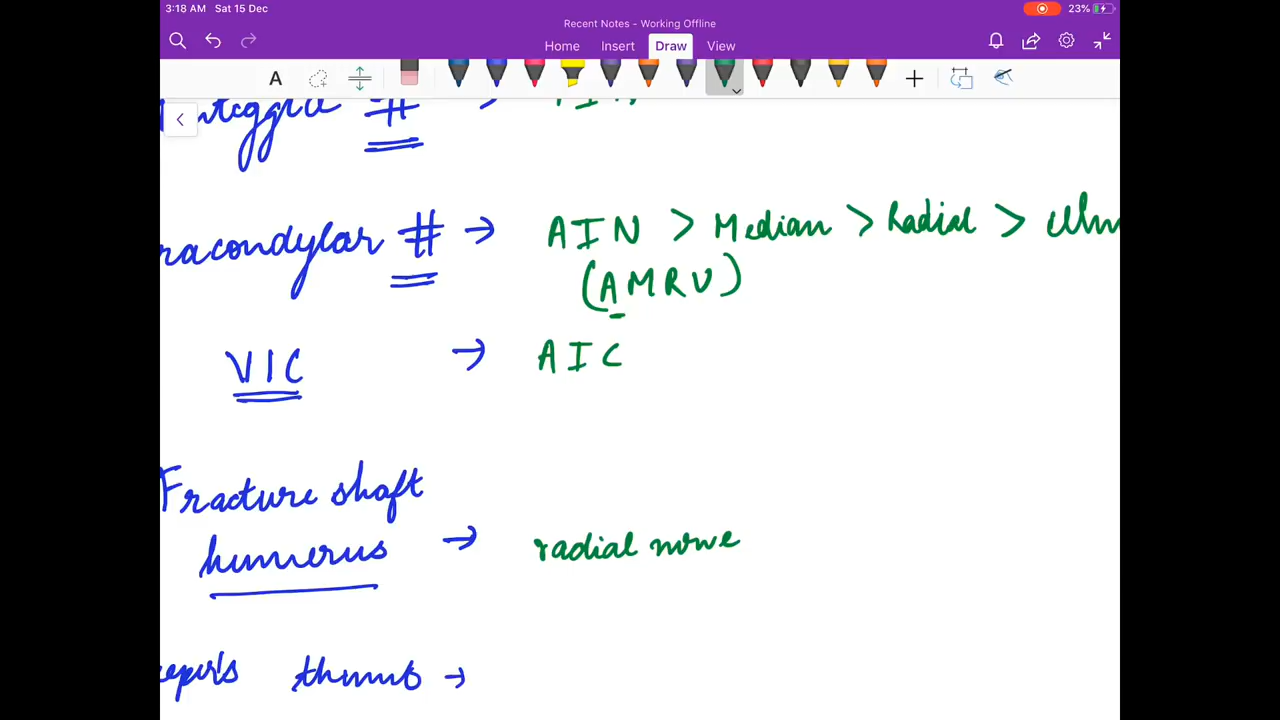 3:18 AM Sat 15 Dec 23%
Recent Notes - Working Offline
Home Insert Draw View
A
#
racondylar # → AIN > Median > Radial > Uln
(AMRU)
VIC → AIC
Fracture shaft
humerus → radial nerve
thumb →